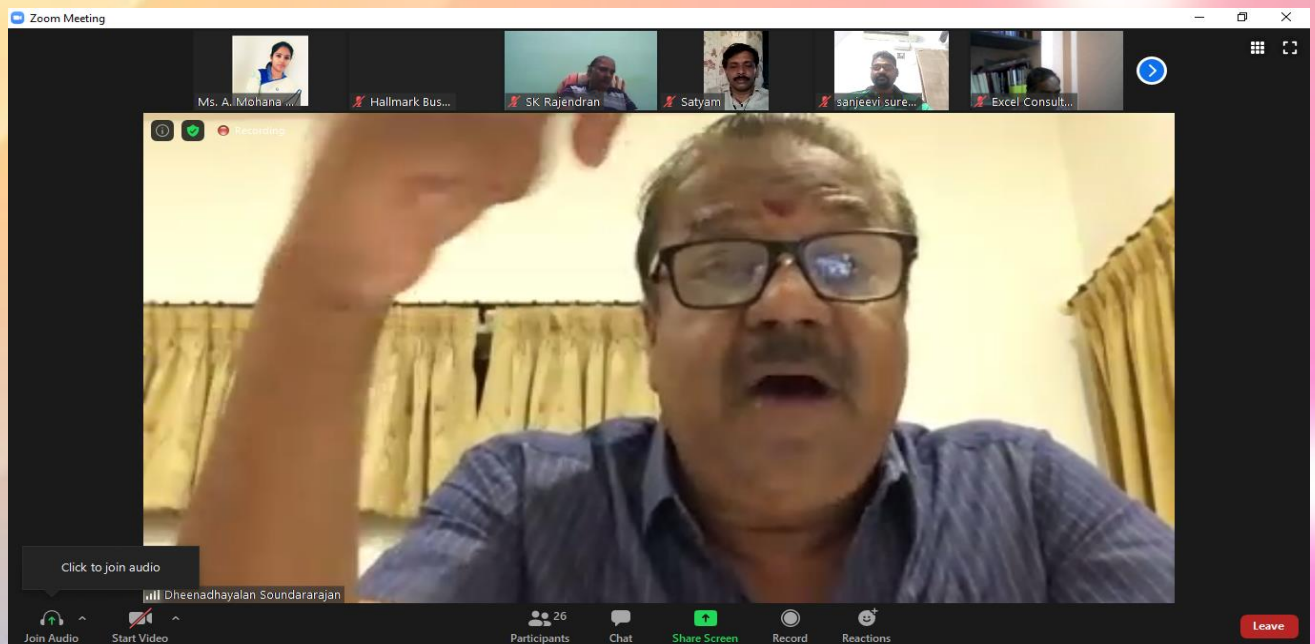 Zoom Meeting
Ms. A. Mohana ...
Hallmark Bus...
SK Rajendran
Satyam
sanjeevi sure...
Excel Consult...
Recording
Click to join audio
Dheenadhayalan Soundararajan
26
Join Audio
Start Video
Participants
Chat
Share Screen
Record
Reactions
Leave